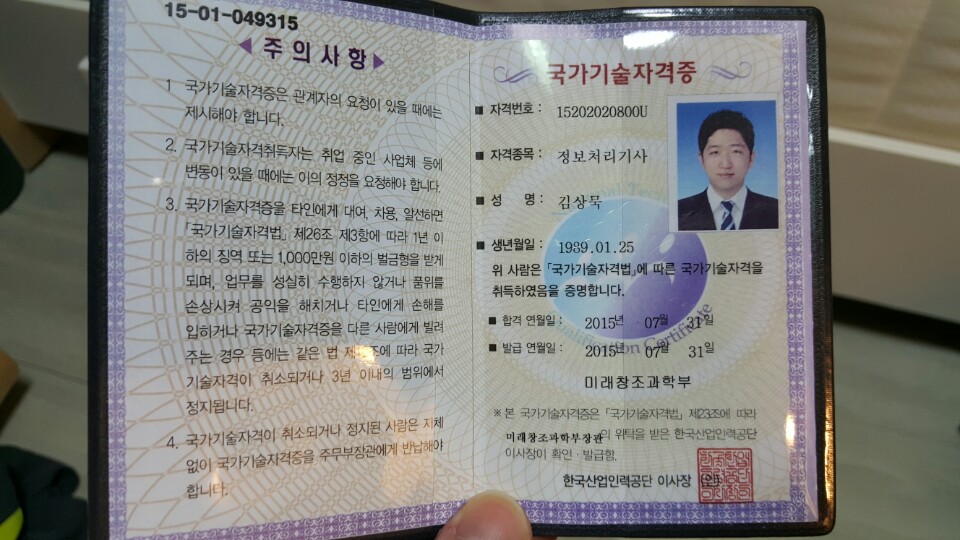 15-01-049315
◀주의사항▶
1 국가기술자격증은 관계자의 요청이 있을 때에는
제시해야 합니다.
2. 국가기술자격취득자는 취업 중인 사업체 등에
변동이 있을 때에는 이의 정정을 요청해야 합니다.
3. 국가기술자격증을 타인에게 대여, 차용, 알선하면
「국가기술자격법」 제26조 제3항에 따라 1년 이
하의 징역 또는 1,000만원 이하의 벌금형을 받게
되며, 업무를 성실히 수행하지 않거나 품위를
손상시켜 공익을 해치거나 타인에게 손해를
입히거나 국가기술자격증을 다른 사람에게 빌려
주는 경우 등에는 같은 법 조에 따라 국가
기술자격이 취소되거나 3년 이내의 범위에서
정지됩니다.
4. 국가기술자격이 취소되거나 정지된 사람은 지체
없이 국가기술자격증을 주무부장관에게 반납해야
합니다.
국가기술자격증
■ 자격번호 : 15202020800U
■ 자격종목 : 정보처리기사
■ 성 명 : 김상묵
■ 생년월일 : 1989.01.25
위 사람은 「국가기술자격법」에 따른 국가기술자격을
취득하였음을 증명합니다.
■ 합격 연월일 : 2015년 07월 31일
■ 발급 연월일 : 2015년 07월 31일
Certificate
미래창조과학부
※ 본 국가기술자격증은 「국가기술자격법」 제23조에 따라
미래창조과학부장관의 위탁을 받은 한국산업인력공단
이사장이 확인·발급함.
한국산업인력공단 이사장 (인)